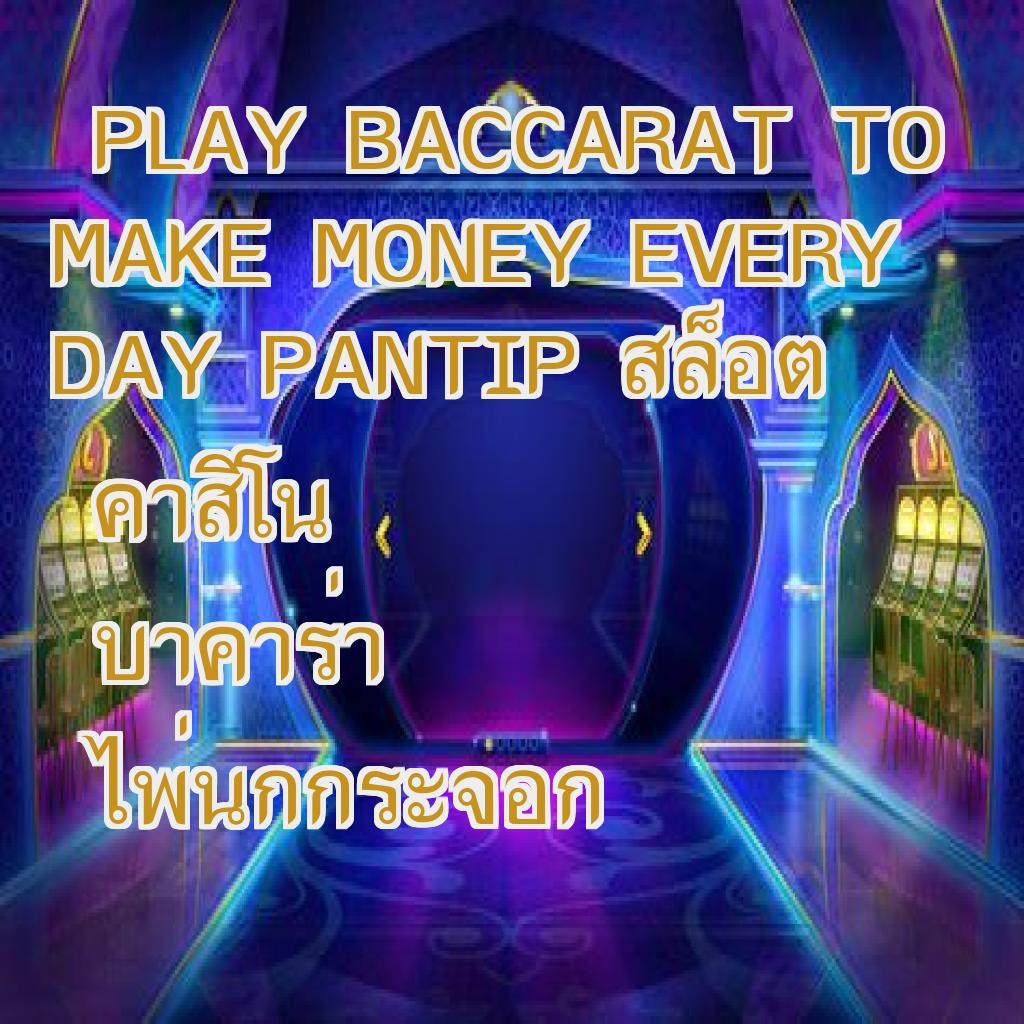 PLAY BACCARAT TO
MAKE MONEY EVERY
DAY PANTIP สล็อต
คาสิโน
บาคาร่า
ไพ่นกกระจอก